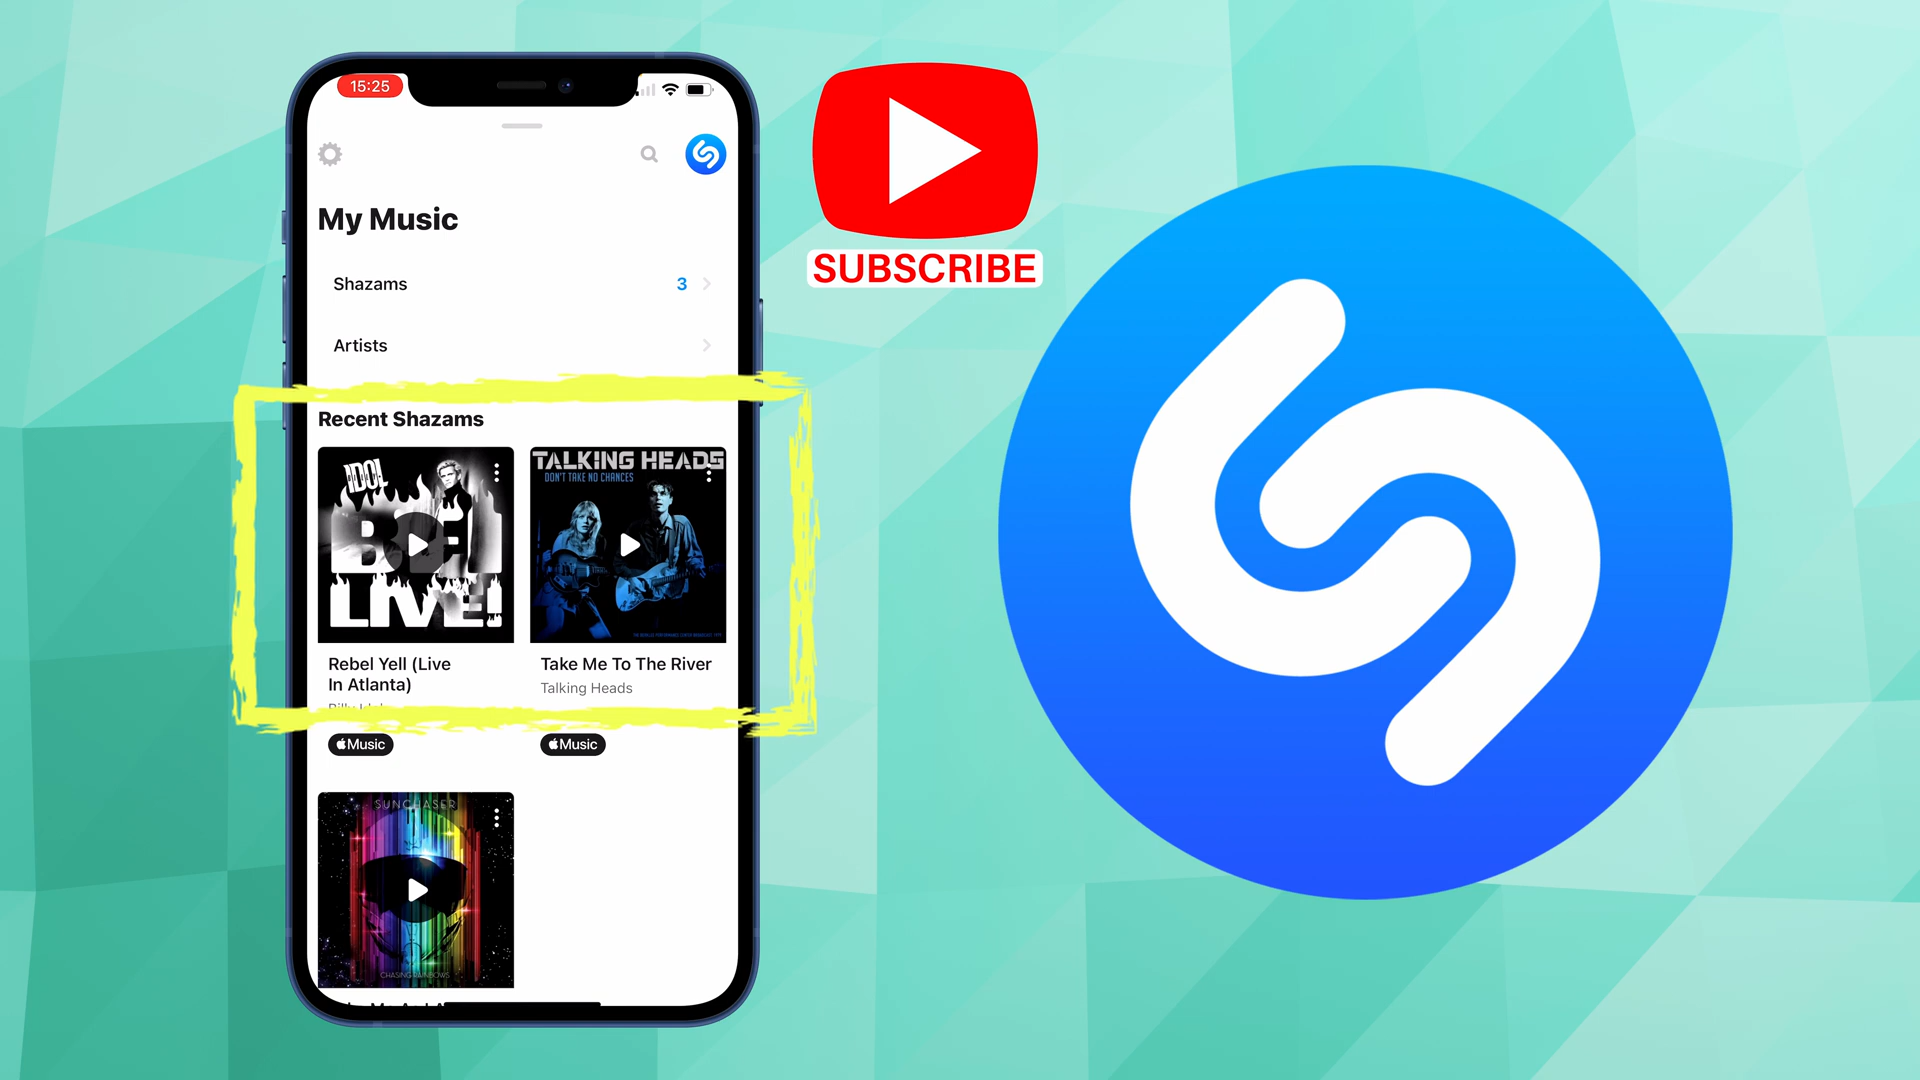 15:25
My Music
Shazams 3
Artists
Recent Shazams
IDOL
LIVE!
TALKING HEADS
DON'T TAKE NO CHANCES
Rebel Yell (Live
In Atlanta)
Take Me To The River
Talking Heads
Music
Music
SUNCHASER
CHASING RAINBOWS
SUBSCRIBE